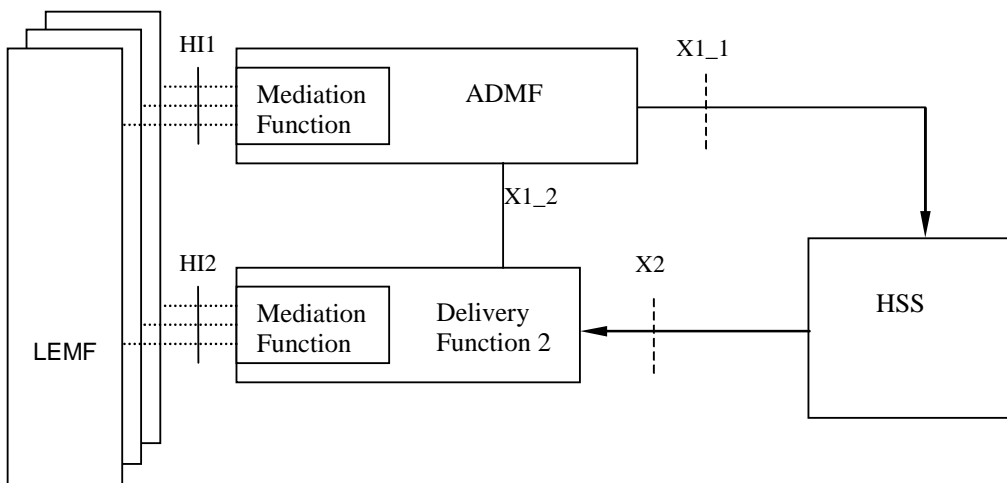 HI1
X1_1
Mediation
Function
ADMF
X1_2
HI2
X2
Mediation
Function
Delivery
Function 2
HSS
LEMF